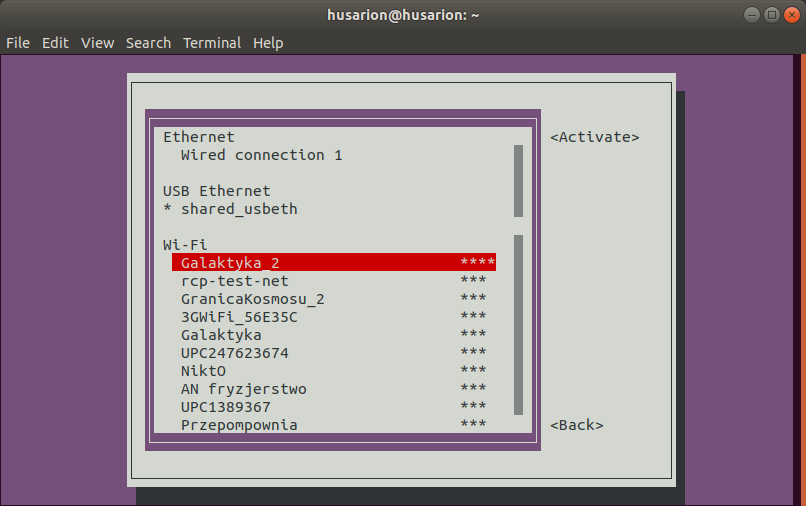 husarion@husarion: ~
File Edit View Search Terminal Help
Ethernet <Activate>
Wired connection 1
USB Ethernet
* shared_usbeth
Wi-Fi
Galaktyka_2 ****
rcp-test-net ***
GranicaKosmosu_2 ***
3GWiFi_56E35C ***
Galaktyka ***
UPC247623674 ***
NiktO ***
AN fryzjerstwo ***
UPC1389367 ***
Przepompownia *** <Back>